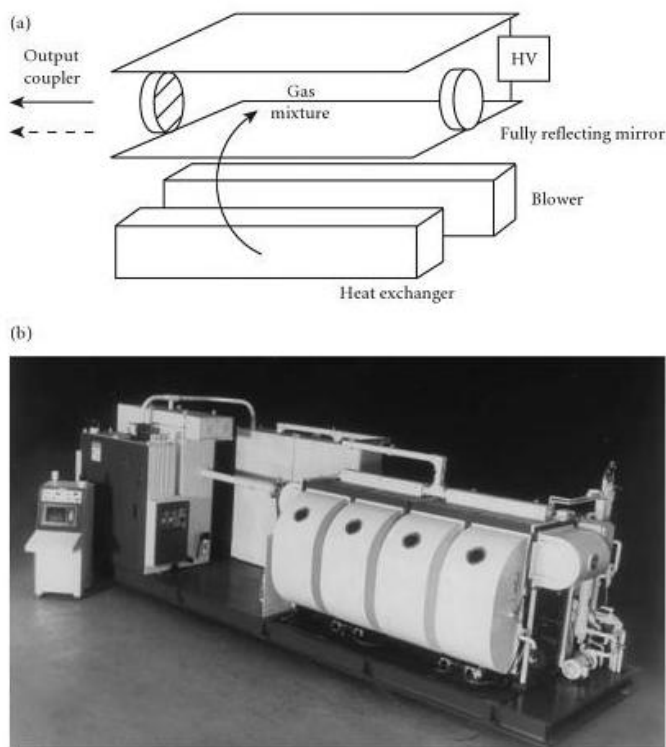 (a)
HV
Output
coupler
Gas
mixture
Fully reflecting mirror
Blower
Heat exchanger
(b)